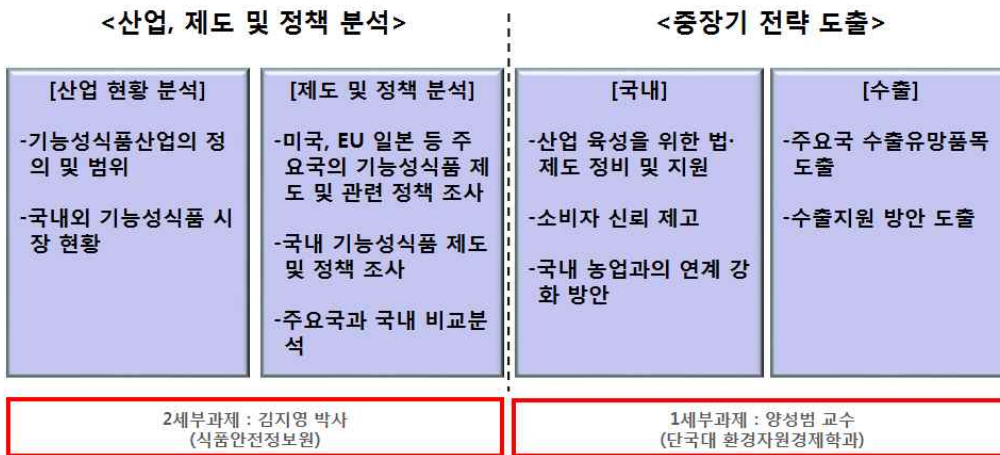 <산업, 제도 및 정책 분석>
<중장기 전략 도출>
[산업 현황 분석]
-기능성식품산업의 정
의 및 범위
-국내외 기능성식품 시
장 현황
[제도 및 정책 분석]
-미국, EU 일본 등 주
요국의 기능성식품 제
도 및 관련 정책 조사
-국내 기능성식품 제도
및 정책 조사
-주요국과 국내 비교분
석
[국내]
-산업 육성을 위한 법·
제도 정비 및 지원
-소비자 신뢰 제고
-국내 농업과의 연계 강
화 방안
[수출]
-주요국 수출유망품목
도출
-수출지원 방안 도출
2세부과제 : 김지영 박사
(식품안전정보원)
1세부과제 : 양성범 교수
(단국대 환경자원경제학과)